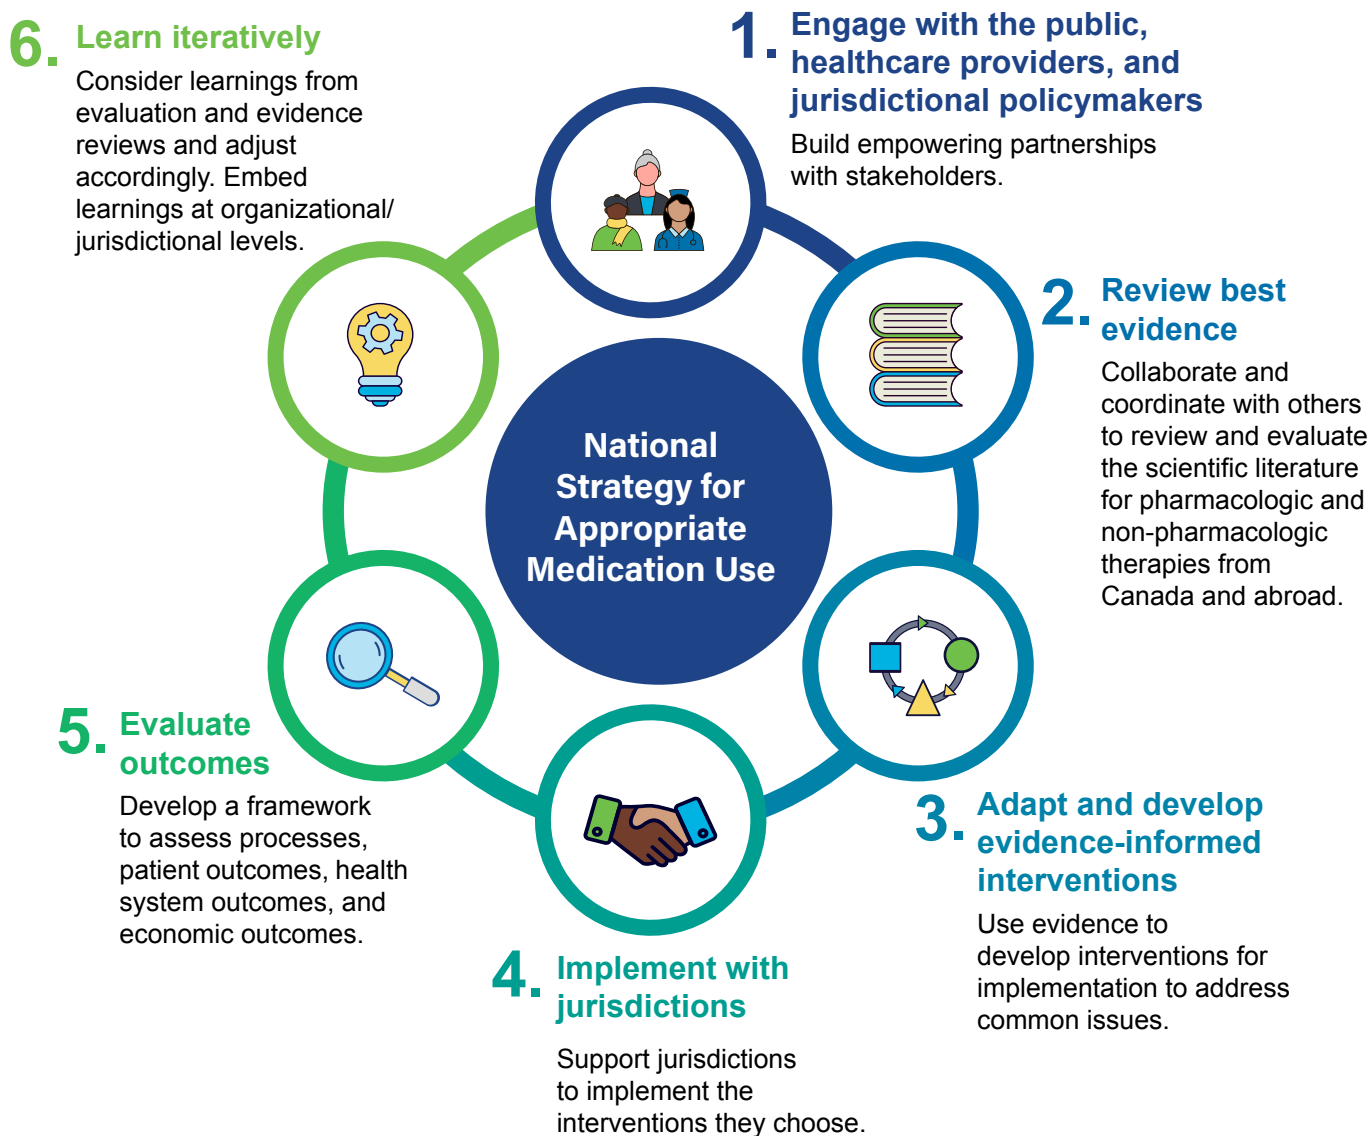 1. Engage with the public,
healthcare providers, and
jurisdictional policymakers
Build empowering partnerships
with stakeholders.
2. Review best
evidence
Collaborate and
coordinate with others
to review and evaluate
the scientific literature
for pharmacologic and
non-pharmacologic
therapies from
Canada and abroad.
3. Adapt and develop
evidence-informed
interventions
Use evidence to
develop interventions for
implementation to address
common issues.
4. Implement with
jurisdictions
Support jurisdictions
to implement the
interventions they choose.
5. Evaluate
outcomes
Develop a framework
to assess processes,
patient outcomes, health
system outcomes, and
economic outcomes.
6. Learn iteratively
Consider learnings from
evaluation and evidence
reviews and adjust
accordingly. Embed
learnings at organizational/
jurisdictional levels.
National
Strategy for
Appropriate
Medication Use